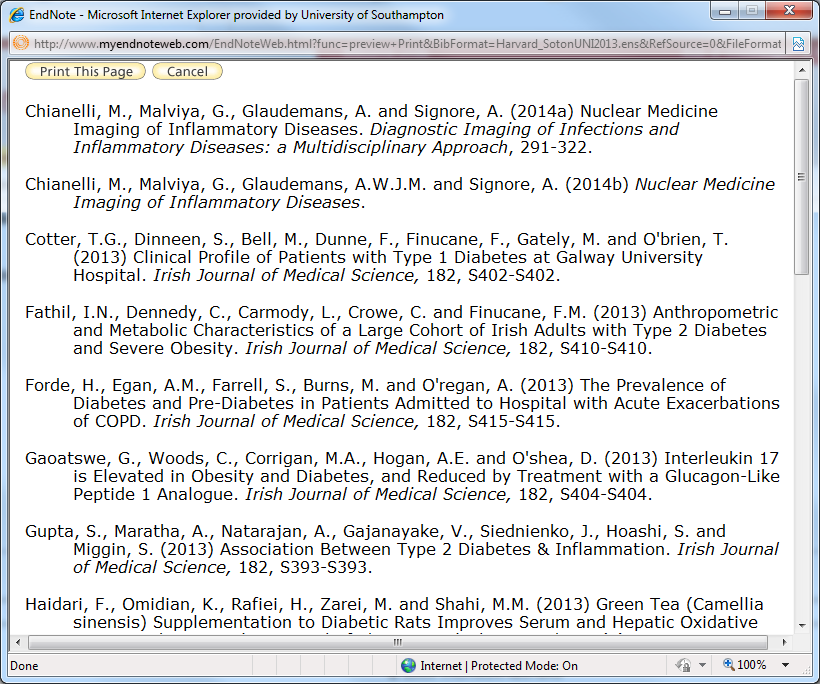 EndNote - Microsoft Internet Explorer provided by University of Southampton
http://www.myendnoteweb.com/EndNoteWeb.html?func=preview+Print&BibFormat=Harvard_SotonUNI2013.ens&RefSource=0&FileFormat
Print This Page Cancel
Chianelli, M., Malviya, G., Glaudemans, A. and Signore, A. (2014a) Nuclear Medicine
Imaging of Inflammatory Diseases. Diagnostic Imaging of Infections and
Inflammatory Diseases: a Multidisciplinary Approach, 291-322.
Chianelli, M., Malviya, G., Glaudemans, A.W.J.M. and Signore, A. (2014b) Nuclear Medicine
Imaging of Inflammatory Diseases.
Cotter, T.G., Dinneen, S., Bell, M., Dunne, F., Finucane, F., Gately, M. and O'brien, T.
(2013) Clinical Profile of Patients with Type 1 Diabetes at Galway University
Hospital. Irish Journal of Medical Science, 182, S402-S402.
Fathil, I.N., Dennedy, C., Carmody, L., Crowe, C. and Finucane, F.M. (2013) Anthropometric
and Metabolic Characteristics of a Large Cohort of Irish Adults with Type 2 Diabetes
and Severe Obesity. Irish Journal of Medical Science, 182, S410-S410.
Forde, H., Egan, A.M., Farrell, S., Burns, M. and O'regan, A. (2013) The Prevalence of
Diabetes and Pre-Diabetes in Patients Admitted to Hospital with Acute Exacerbations
of COPD. Irish Journal of Medical Science, 182, S415-S415.
Gaoatswe, G., Woods, C., Corrigan, M.A., Hogan, A.E. and O'shea, D. (2013) Interleukin 17
is Elevated in Obesity and Diabetes, and Reduced by Treatment with a Glucagon-Like
Peptide 1 Analogue. Irish Journal of Medical Science, 182, S404-S404.
Gupta, S., Maratha, A., Natarajan, A., Gajanayake, V., Siednienko, J., Hoashi, S. and
Miggin, S. (2013) Association Between Type 2 Diabetes & Inflammation. Irish Journal
of Medical Science, 182, S393-S393.
Haidari, F., Omidian, K., Rafiei, H., Zarei, M. and Shahi, M.M. (2013) Green Tea (Camellia
sinensis) Supplementation to Diabetic Rats Improves Serum and Hepatic Oxidative
Done Internet | Protected Mode: On 100%